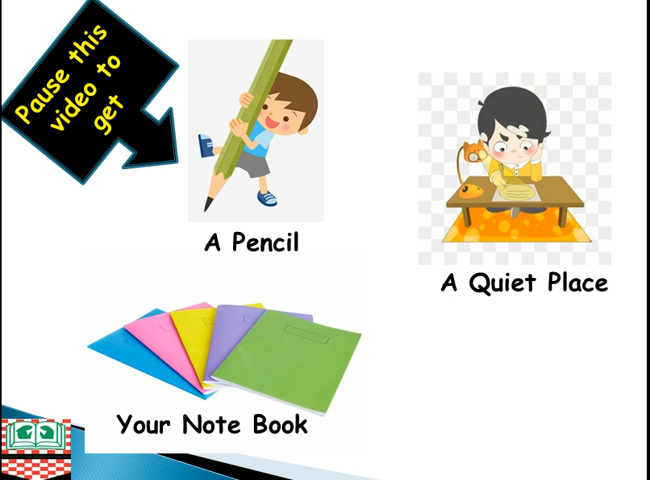 Pause this
video to
get
A Pencil
A Quiet Place
Your Note Book